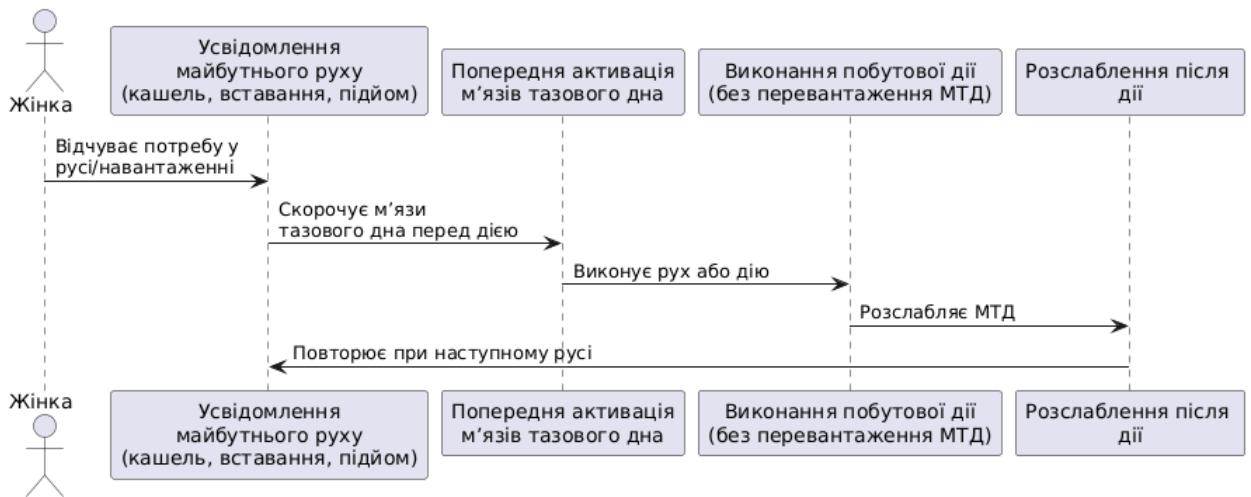 Жінка
Усвідомлення
майбутнього руху
(кашель, вставання, підйом)
Попередня активація
м’язів тазового дна
Виконання побутової дії
(без перевантаження МТД)
Розслаблення після
дії
Відчуває потребу у
русі/навантаженні
Скорочує м’язи
тазового дна перед дією
Виконує рух або дію
Розслабляє МТД
Повторює при наступному русі
Жінка
Усвідомлення
майбутнього руху
(кашель, вставання, підйом)
Попередня активація
м’язів тазового дна
Виконання побутової дії
(без перевантаження МТД)
Розслаблення після
дії